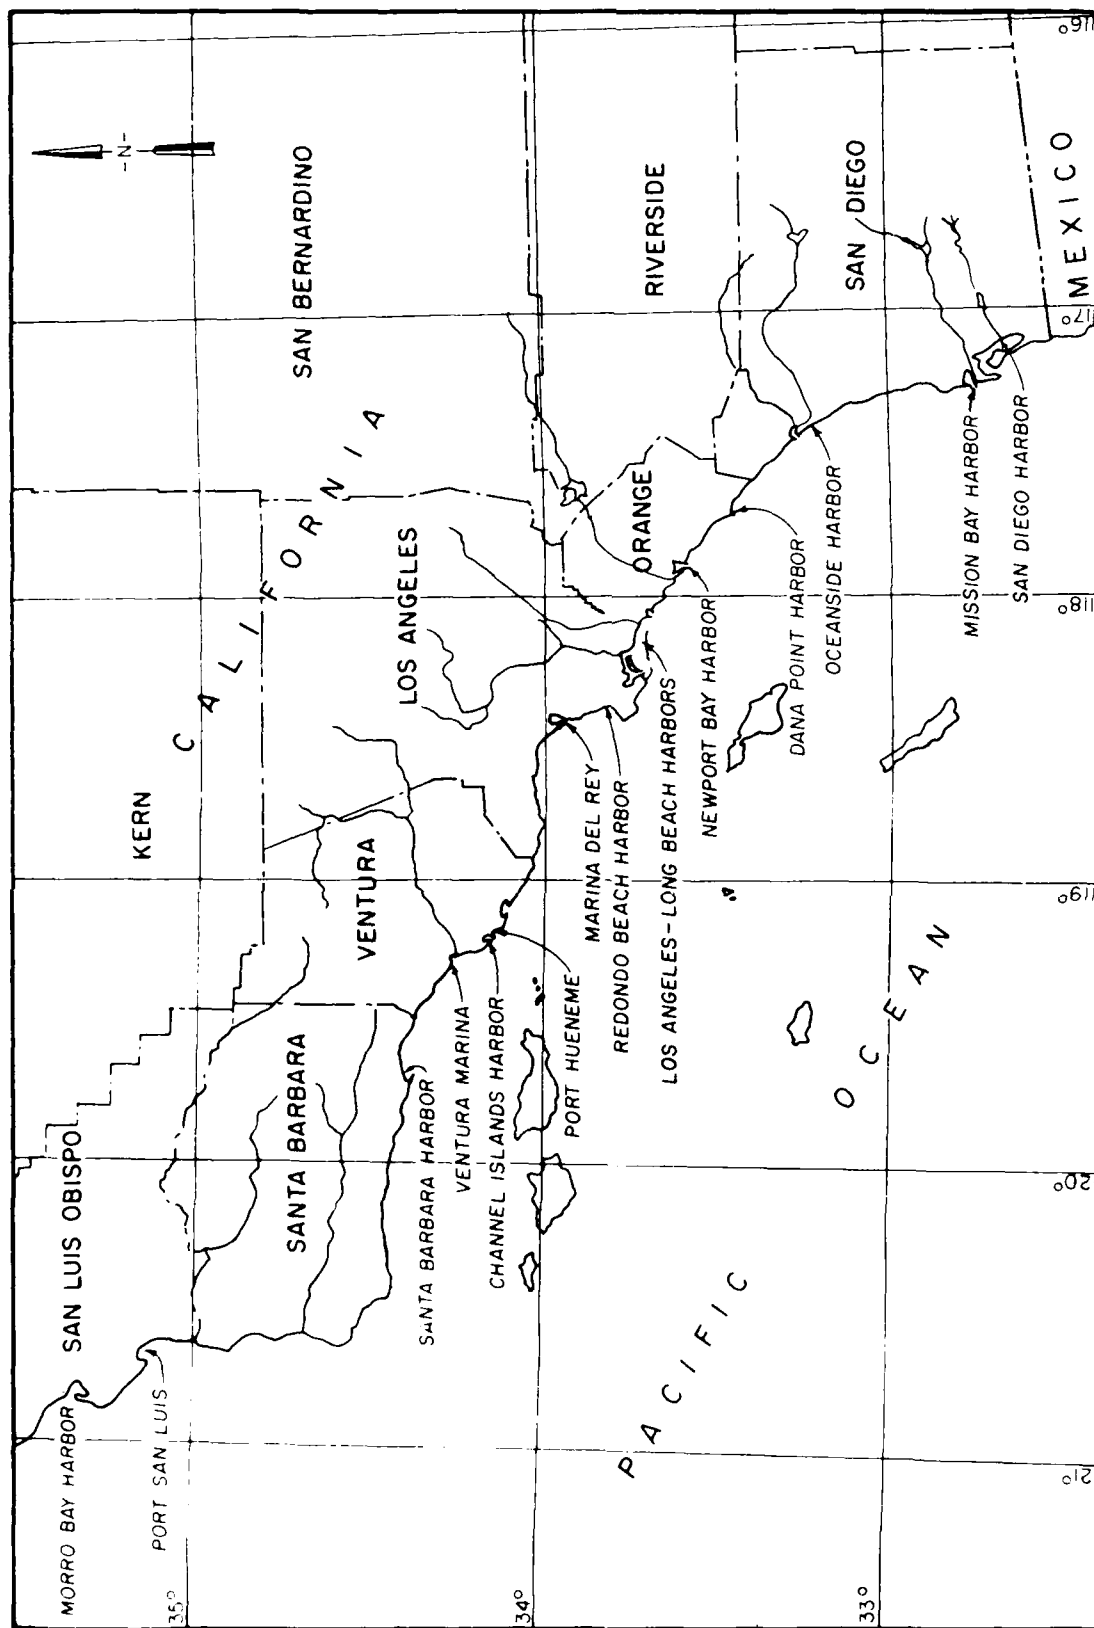 -N-
MORRO BAY HARBOR
SAN LUIS OBISPO
PORT SAN LUIS
KERN
CALIFORNIA
SAN BERNARDINO
35°
SANTA BARBARA
VENTURA
LOS ANGELES
SANTA BARBARA HARBOR
VENTURA MARINA
CHANNEL ISLANDS HARBOR
PORT HUENEME
34°
MARINA DEL REY
REDONDO BEACH HARBOR
LOS ANGELES-LONG BEACH HARBORS
NEWPORT BAY HARBOR
ORANGE
RIVERSIDE
DANA POINT HARBOR
OCEANSIDE HARBOR
SAN DIEGO
MISSION BAY HARBOR
SAN DIEGO HARBOR
PACIFIC OCEAN
33°
MEXICO
21°
20°
119°
118°
117°
116°